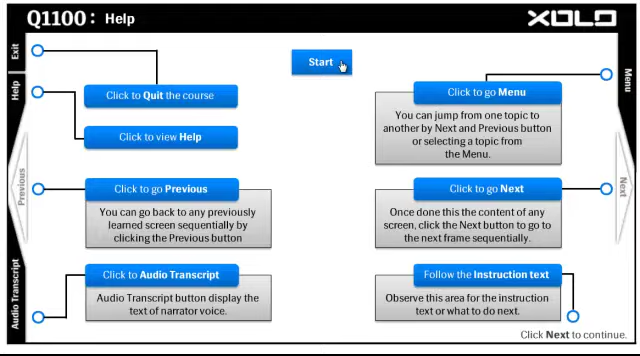 Q1100 : Help
XOLO
Exit
Help
Previous
Audio Transcript
Start
Click to Quit the course
Click to view Help
Click to go Previous
You can go back to any previously
learned screen sequentially by
clicking the Previous button
Click to Audio Transcript
Audio Transcript button display the
text of narrator voice.
Click to go Menu
You can jump from one topic to
another by Next and Previous button
or selecting a topic from
the Menu.
Click to go Next
Once done this the content of any
screen, click the Next button to go to
the next frame sequentially.
Follow the Instruction text
Observe this area for the instruction
text or what to do next.
Menu
Next
Click Next to continue.